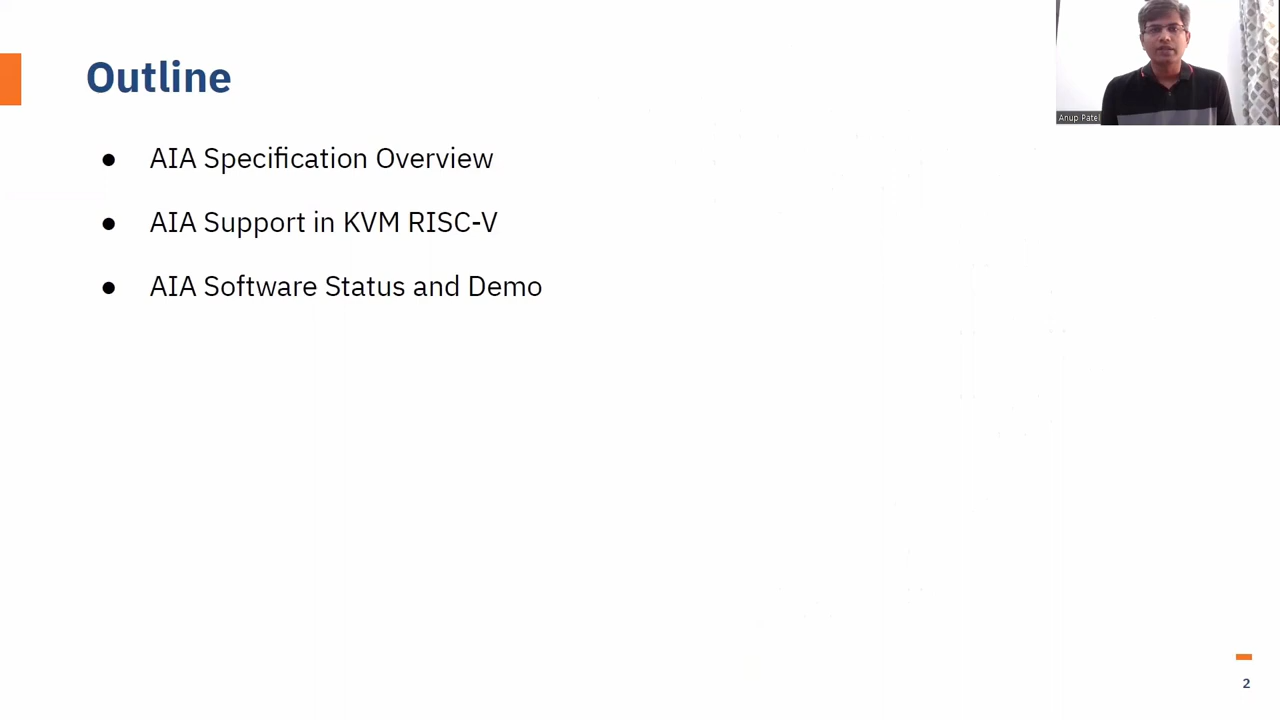 Outline
● AIA Specification Overview
● AIA Support in KVM RISC-V
● AIA Software Status and Demo
Anup Patel
2